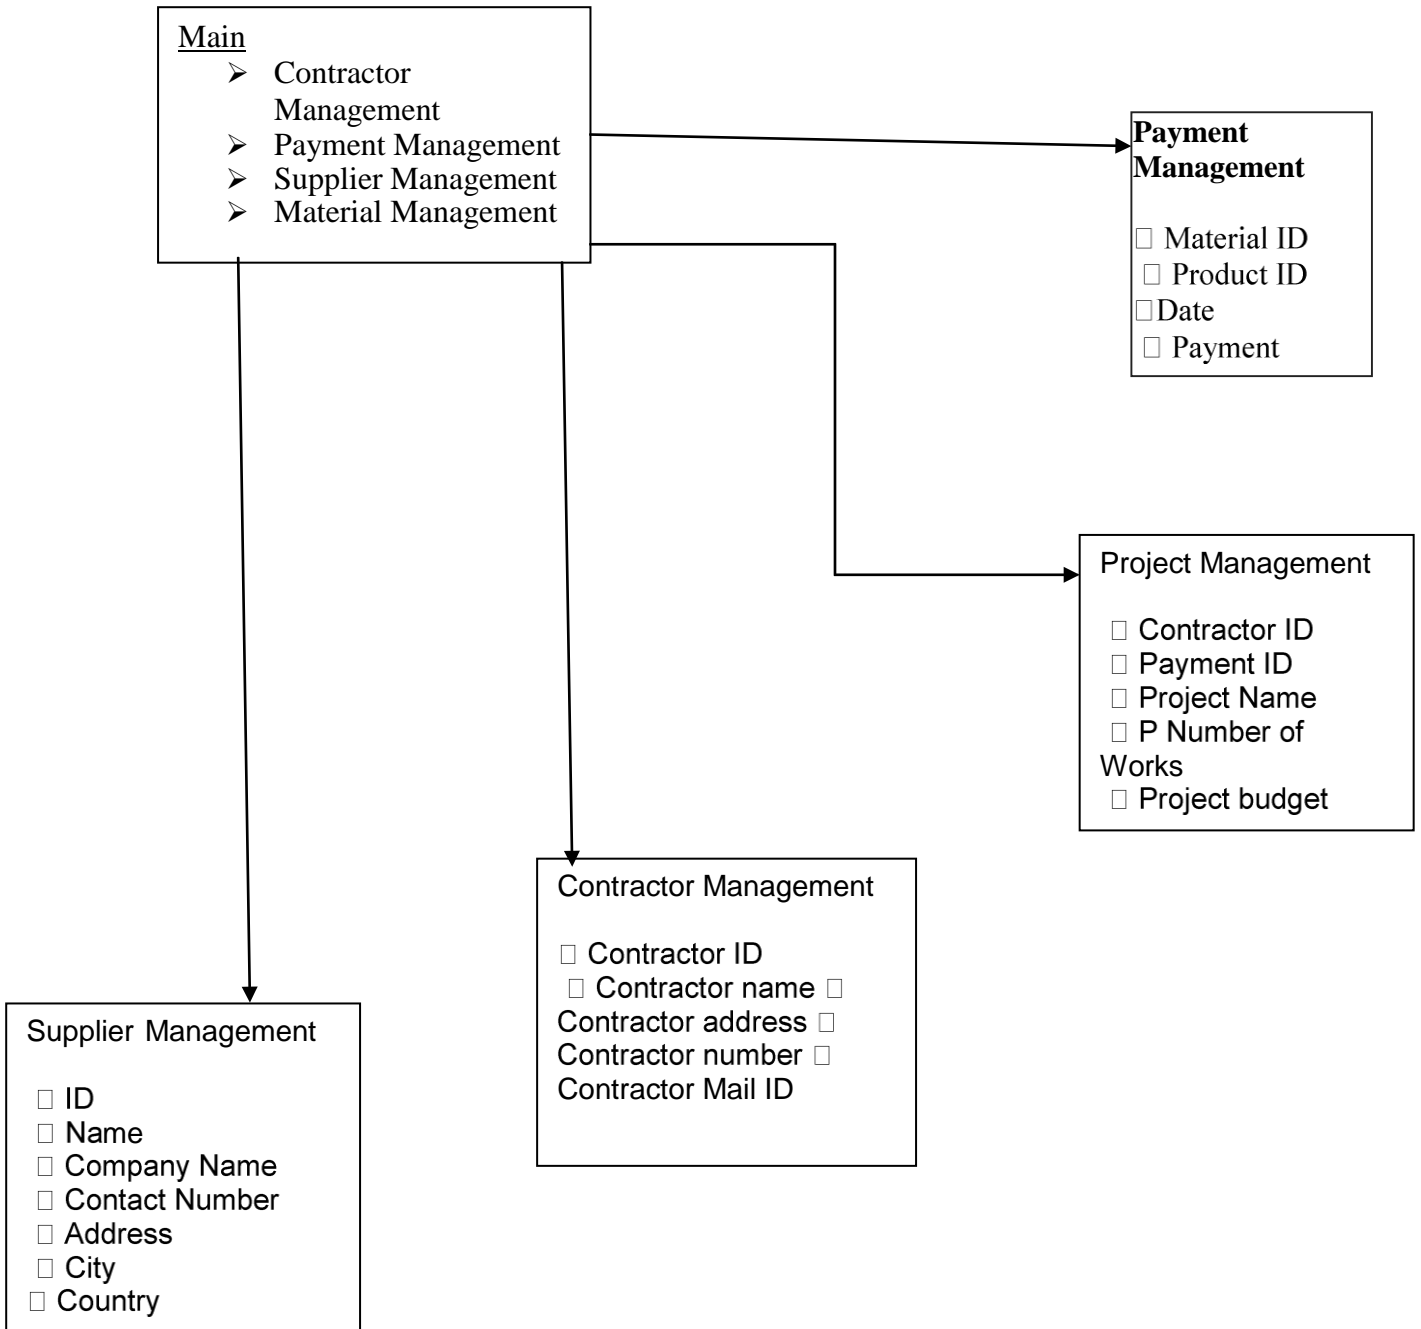 Main
➢ Contractor
Management
➢ Payment Management
➢ Supplier Management
➢ Material Management
Payment
Management
□ Material ID
□ Product ID
□Date
□ Payment
Project Management
□ Contractor ID
□ Payment ID
□ Project Name
□ P Number of
Works
□ Project budget
Contractor Management
□ Contractor ID
□ Contractor name □
Contractor address □
Contractor number □
Contractor Mail ID
Supplier Management
□ ID
□ Name
□ Company Name
□ Contact Number
□ Address
□ City
□ Country